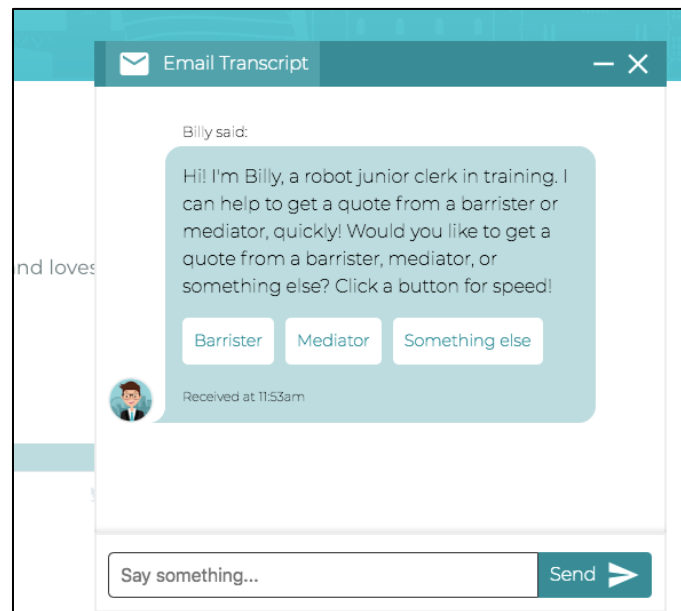 Email Transcript
Billy said:
Hi! I'm Billy, a robot junior clerk in training. I
can help to get a quote from a barrister or
mediator, quickly! Would you like to get a
quote from a barrister, mediator, or
something else? Click a button for speed!
nd loves
Barrister
Mediator
Something else
Received at 11:53am
Say something...
Send